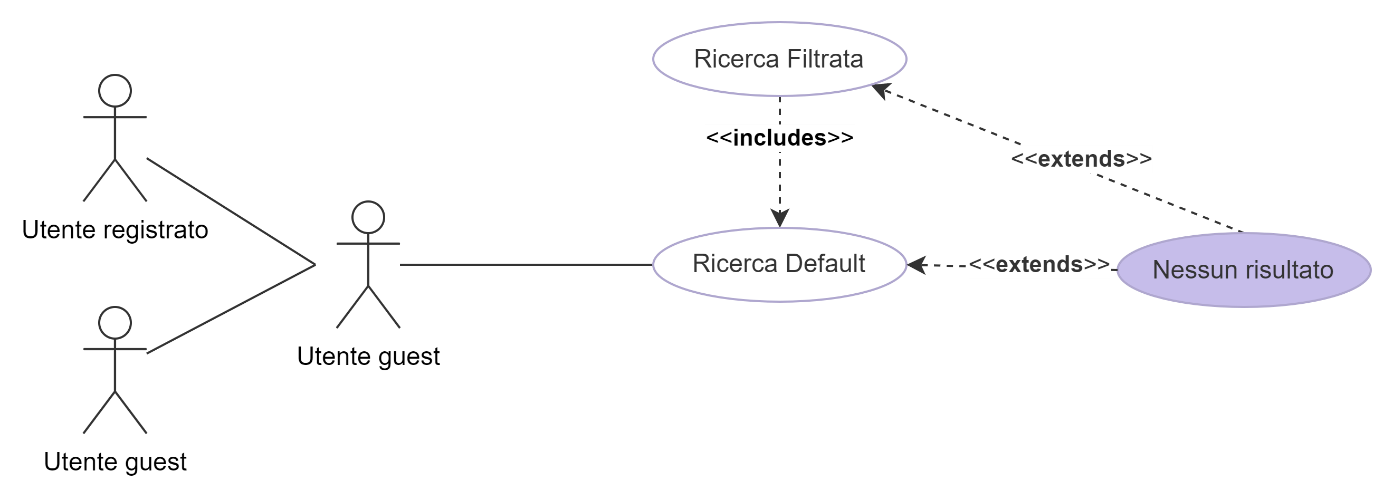 Ricerca Filtrata
<<includes>>
<<extends>>
Utente registrato
Ricerca Default
<<extends>>
Nessun risultato
Utente guest
Utente guest